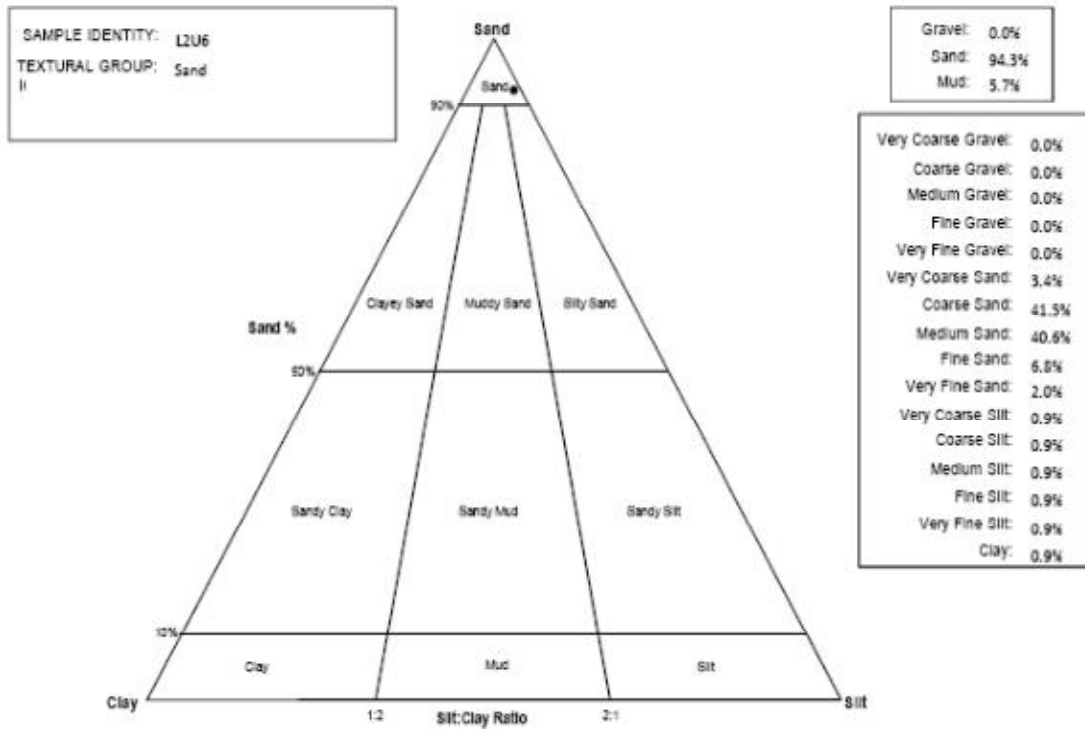 SAMPLE IDENTITY: L2U6
TEXTURAL GROUP: Sand
Sand
Sand
90%
Clayey Sand
Muddy Sand
Silty Sand
Sand %
50%
Sandy Clay
Sandy Mud
Sandy Silt
10%
Clay
Mud
Silt
Clay
Silt
1:2
Silt:Clay Ratio
2:1
Gravel: 0.0%
Sand: 94.3%
Mud: 5.7%
Very Coarse Gravel: 0.0%
Coarse Gravel: 0.0%
Medium Gravel: 0.0%
Fine Gravel: 0.0%
Very Fine Gravel: 0.0%
Very Coarse Sand: 3.4%
Coarse Sand: 41.5%
Medium Sand: 40.6%
Fine Sand: 6.8%
Very Fine Sand: 2.0%
Very Coarse Silt: 0.9%
Coarse Silt: 0.9%
Medium Silt: 0.9%
Fine Silt: 0.9%
Very Fine Silt: 0.9%
Clay: 0.9%